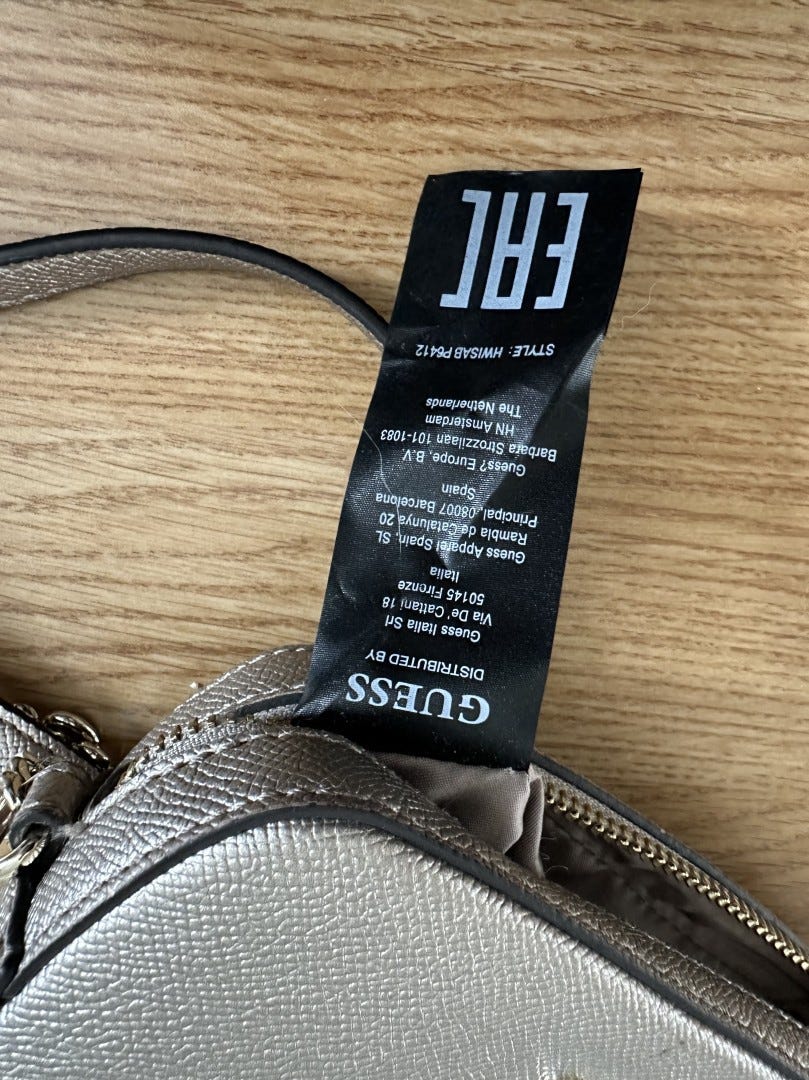 GUESS
DISTRIBUTED BY
Guess Italia Srl
Via De' Cattani 18
50145 Firenze
Italia
Guess Apparel Spain, SL
Rambla de Catalunya 20
Principal, 08007 Barcelona
Spain
Guess? Europe, B.V.
Barbara Strozzilaan 101-1083
HN Amsterdam
The Netherlands
STYLE: HWISAB P6412
EAC